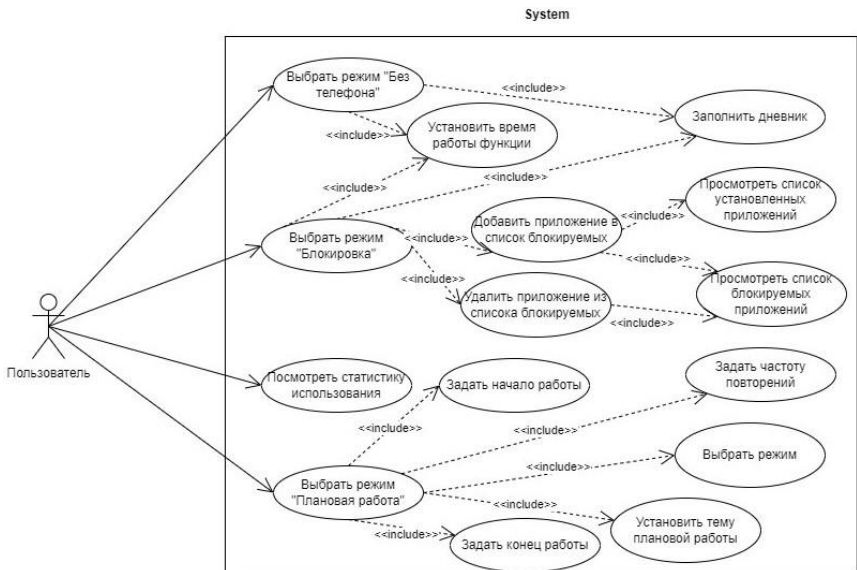 System
Выбрать режим "Без
телефона"
<<include>>
Заполнить дневник
<<include>>
Установить время
работы функции
<<include>>
<<include>>
Просмотреть список
установленных
приложений
Выбрать режим
"Блокировка"
<<include>>
Добавить приложение в
список блокируемых
<<include>>
<<include>>
<<include>>
Удалить приложение из
списока блокируемых
<<include>>
Просмотреть список
блокируемых
приложений
Пользователь
Посмотреть статистику
использования
Задать начало работы
Задать частоту
повторений
<<include>>
<<include>>
Выбрать режим
<<include>>
Выбрать режим
"Плановая работа"
<<include>>
Установить тему
плановой работы
<<include>>
Задать конец работы